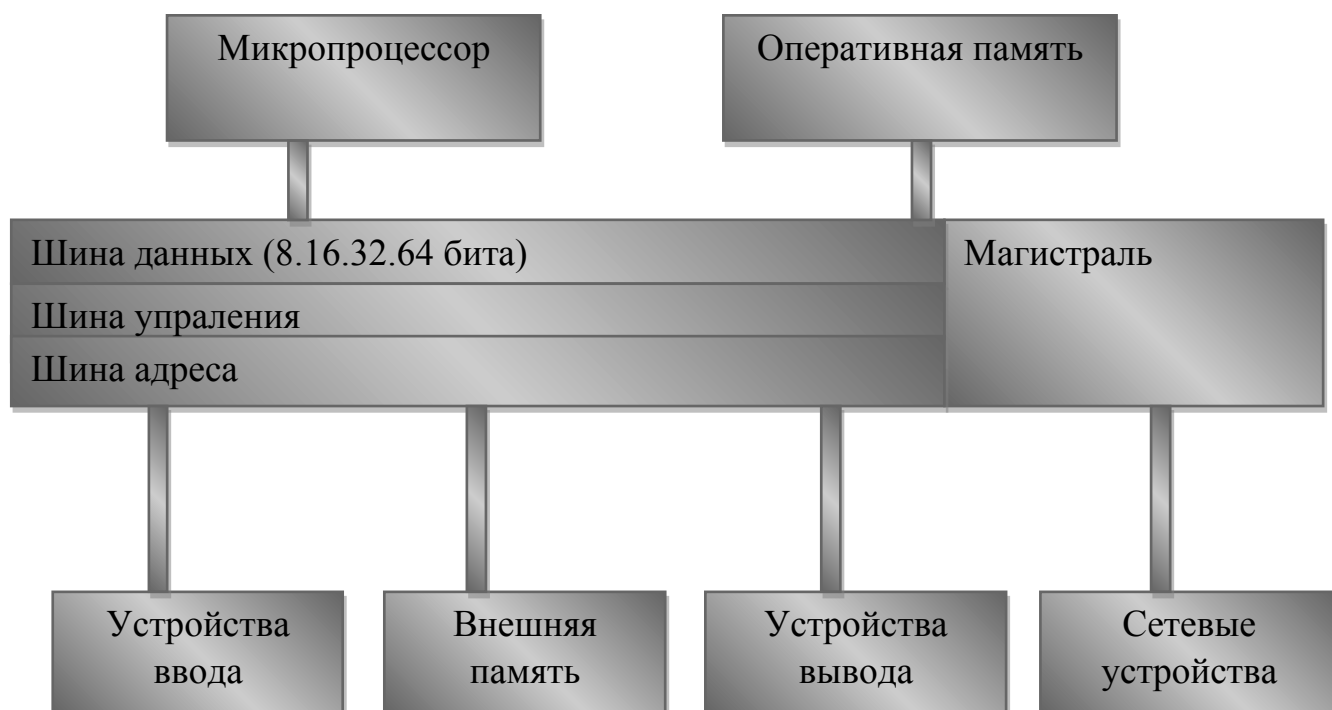 Микропроцессор
Оперативная память
Шина данных (8.16.32.64 бита)
Магистраль
Шина упраления
Шина адреса
Устройства
ввода
Внешняя
память
Устройства
вывода
Сетевые
устройства